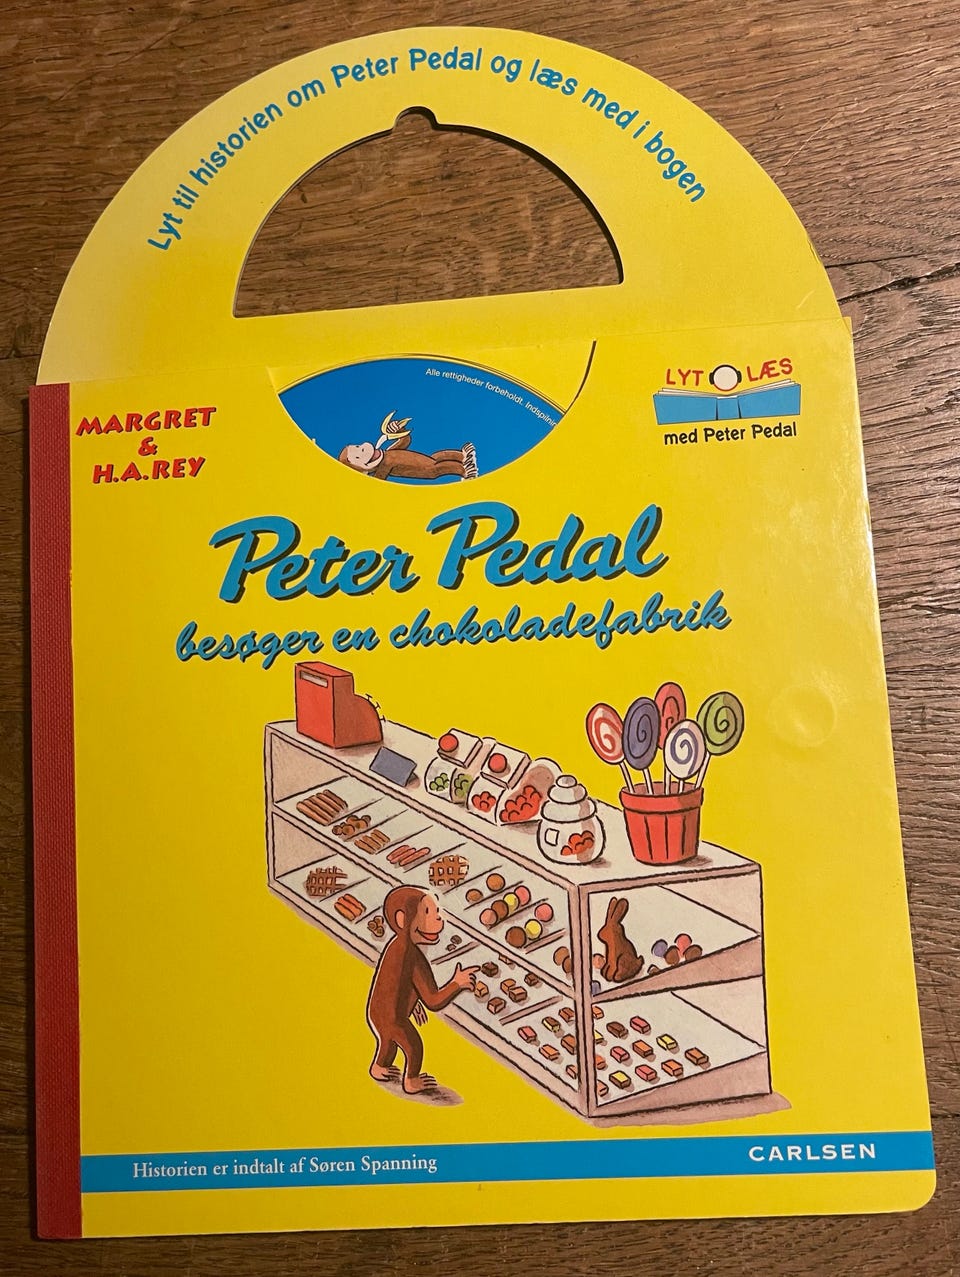 Lyt til historien om Peter Pedal og læs med i bogen
Alle rettigheder forbeholdt. Indspilnin
MARGRET
&
H.A. REY
LYT LÆS
med Peter Pedal
Peter Pedal
besøger en chokoladefabrik
Historien er indtalt af Søren Spanning
CARLSEN